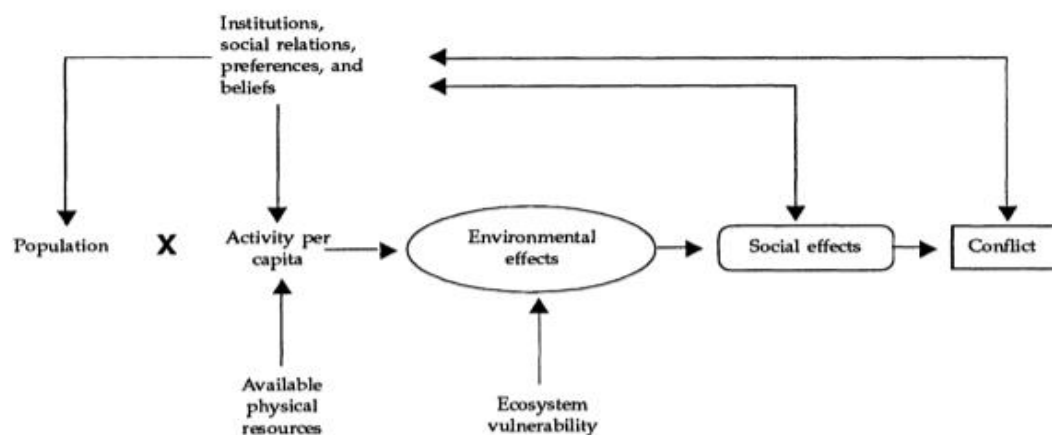 Institutions,
social relations,
preferences, and
beliefs
Population
X
Activity per
capita
Environmental
effects
Social effects
Conflict
Available
physical
resources
Ecosystem
vulnerability